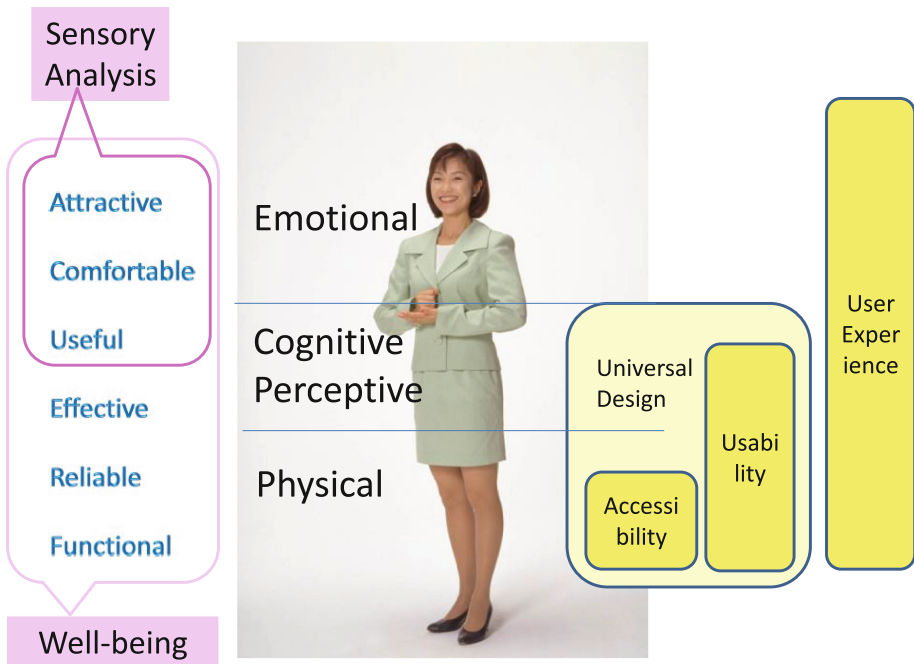 Sensory
Analysis
Attractive
Comfortable
Useful
Effective
Reliable
Functional
Well-being
Emotional
Cognitive
Perceptive
Physical
Universal
Design
Accessi
bility
Usabi
lity
User
Exper
ience